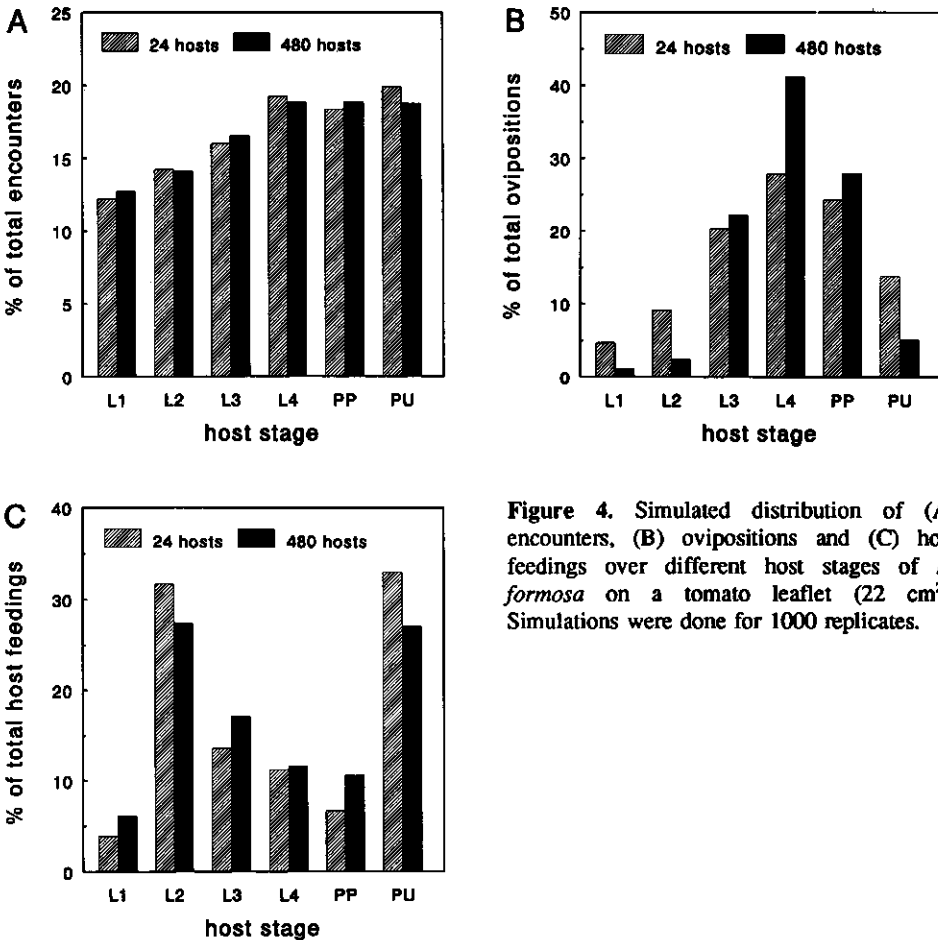 A
25
20
15
10
5
0
% of total encounters
24 hosts 480 hosts
L1 L2 L3 L4 PP PU
host stage
B
50
40
30
20
10
0
% of total ovipositions
24 hosts 480 hosts
L1 L2 L3 L4 PP PU
host stage
C
40
30
20
10
0
% of total host feedings
24 hosts 480 hosts
L1 L2 L3 L4 PP PU
host stage
Figure 4. Simulated distribution of (A
encounters, (B) ovipositions and (C) ho
feedings over different host stages of
formosa on a tomato leaflet (22 cm²
Simulations were done for 1000 replicates.